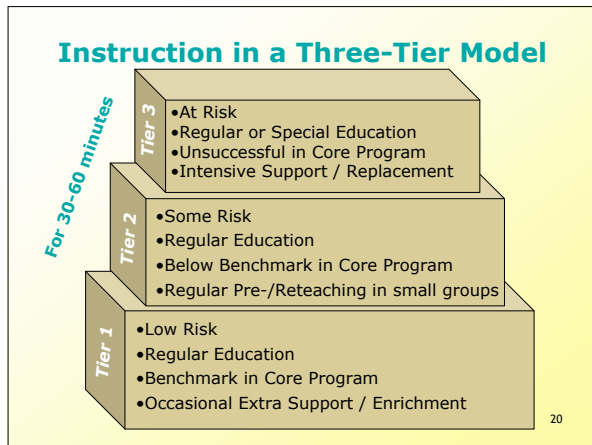 Instruction in a Three-Tier Model
For 30-60 minutes
Tier 3
•At Risk
•Regular or Special Education
•Unsuccessful in Core Program
•Intensive Support / Replacement
Tier 2
•Some Risk
•Regular Education
•Below Benchmark in Core Program
•Regular Pre-/Reteaching in small groups
Tier 1
•Low Risk
•Regular Education
•Benchmark in Core Program
•Occasional Extra Support / Enrichment
20